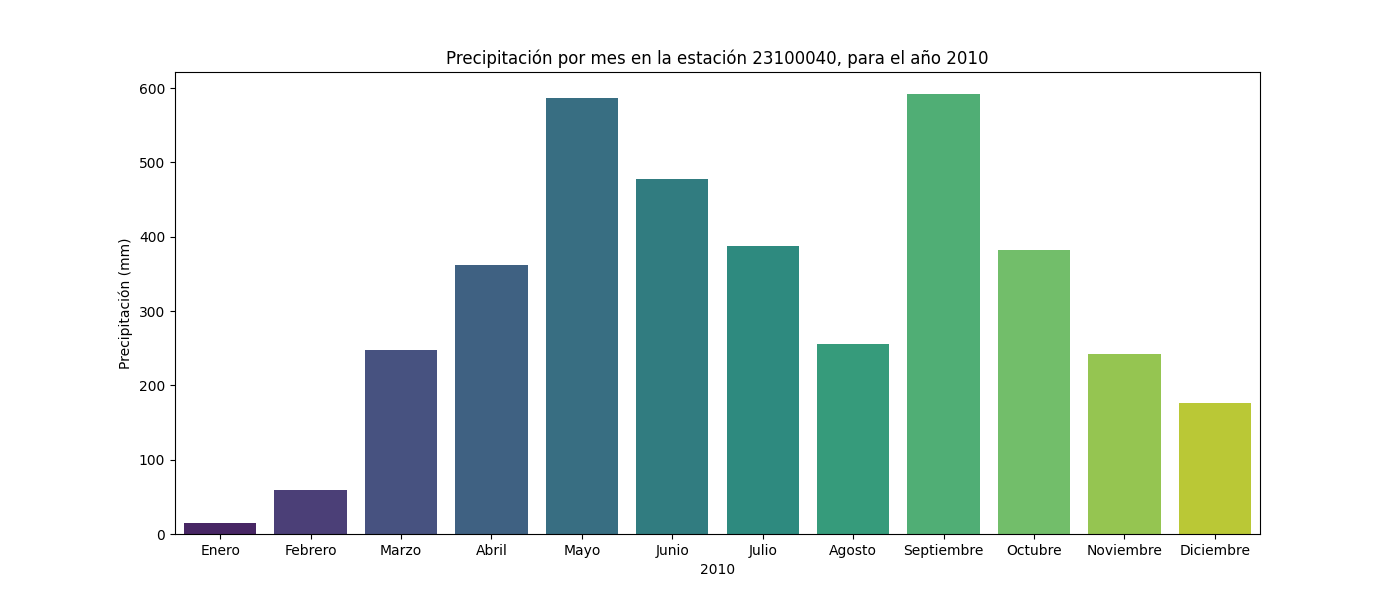 Precipitación por mes en la estación 23100040, para el año 2010
Precipitación (mm)
600
500
400
300
200
100
0
Enero Febrero Marzo Abril Mayo Junio Julio Agosto Septiembre Octubre Noviembre Diciembre
2010